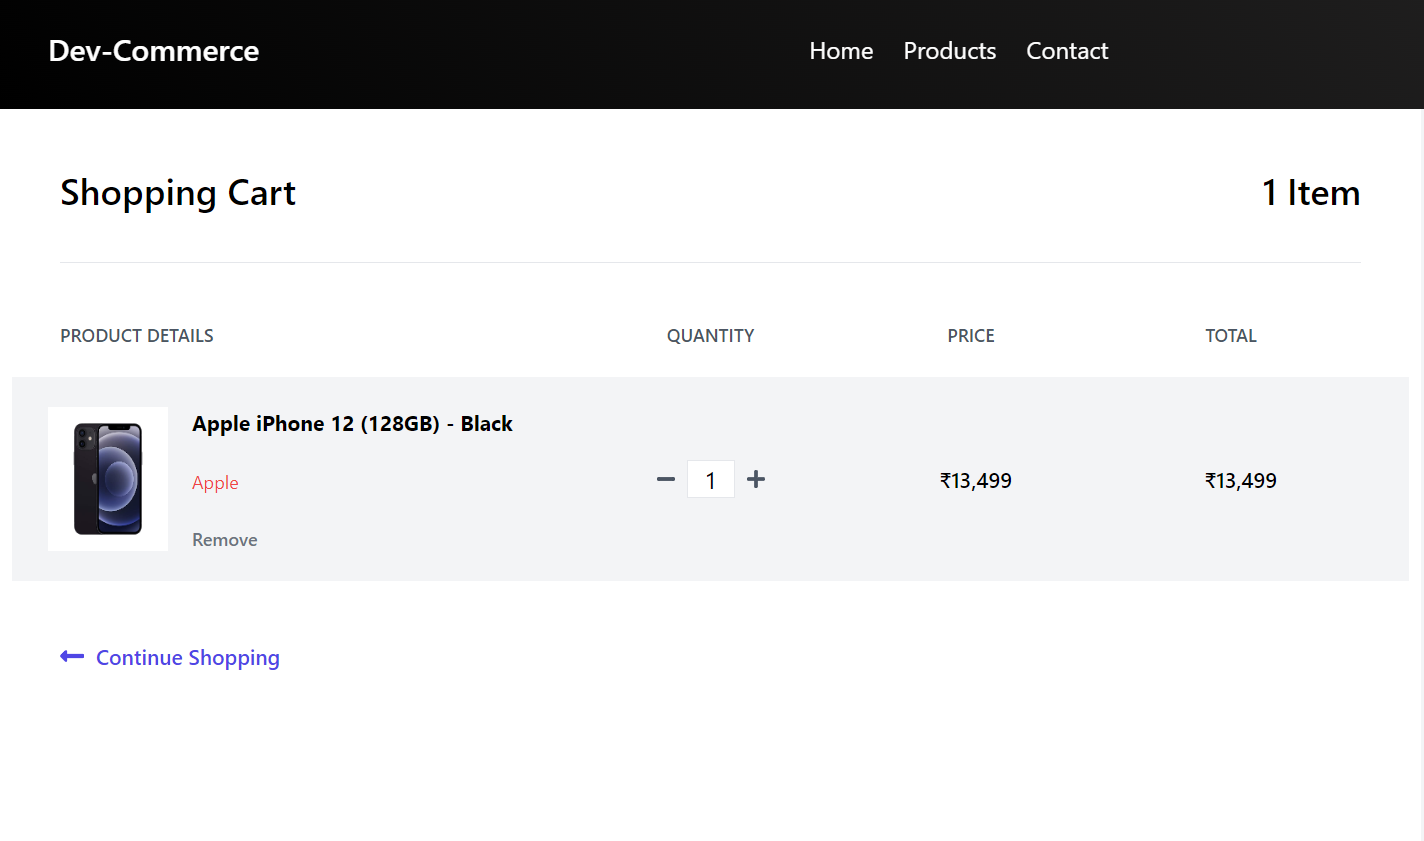 Dev-Commerce Home Products Contact
Shopping Cart 1 Item
PRODUCT DETAILS QUANTITY PRICE TOTAL
Apple iPhone 12 (128GB) - Black
Apple
1 ₹13,499 ₹13,499
Remove
Continue Shopping